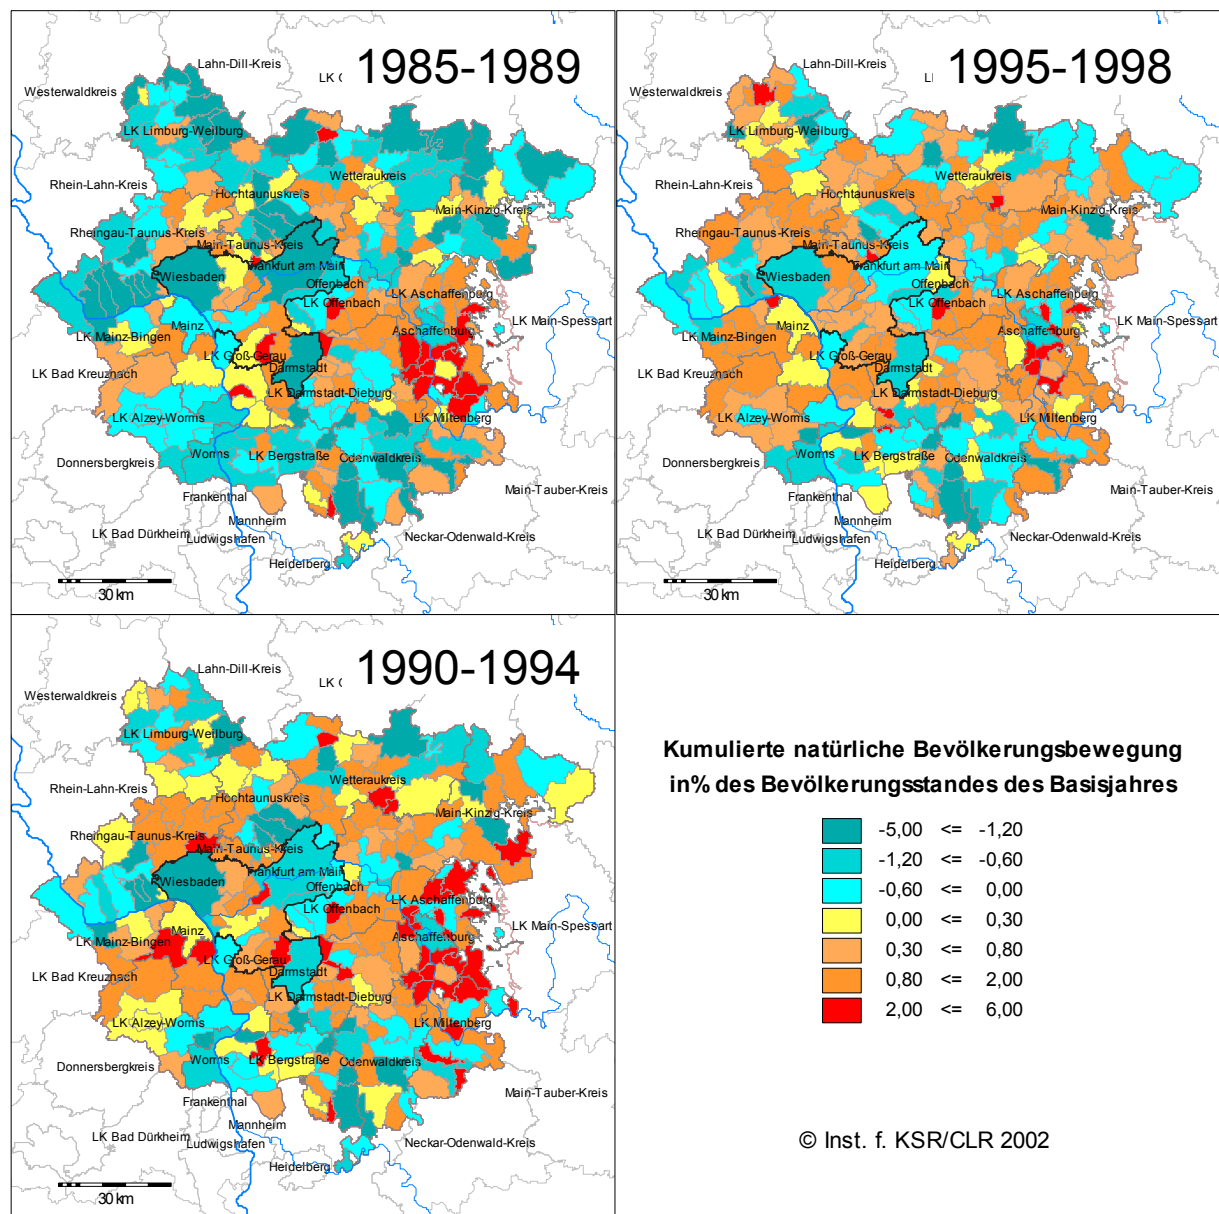 1985-1989
Lahn-Dill-Kreis
LK
Westerwaldkreis
LK Limburg-Weilburg
Wetteraukreis
Rhein-Lahn-Kreis
Hochtaunuskreis
Main-Kinzig-Kreis
Rheingau-Taunus-Kreis
Main-Taunus-Kreis
Frankfurt am Main
Wiesbaden
Offenbach
LK Aschaffenburg
LK Offenbach
LK Main-Spessart
Mainz
Aschaffenburg
LK Mainz-Bingen
LK Groß-Gerau
Darmstadt
LK Bad Kreuznach
LK Darmstadt-Dieburg
LK Alzey-Worms
LK Miltenberg
Worms
LK Bergstraße
Odenwaldkreis
Donnersbergkreis
Main-Tauber-Kreis
Frankenthal
Mannheim
LK Bad Dürkheim
Ludwigshafen
Neckar-Odenwald-Kreis
Heidelberg
30 km
1995-1998
Lahn-Dill-Kreis
Westerwaldkreis
LK Limburg-Weilburg
Wetteraukreis
Rhein-Lahn-Kreis
Hochtaunuskreis
Main-Kinzig-Kreis
Rheingau-Taunus-Kreis
Main-Taunus-Kreis
Frankfurt am Main
Wiesbaden
Offenbach
LK Aschaffenburg
LK Offenbach
LK Main-Spessart
Mainz
Aschaffenburg
LK Mainz-Bingen
LK Groß-Gerau
Darmstadt
LK Bad Kreuznach
LK Darmstadt-Dieburg
LK Alzey-Worms
LK Miltenberg
Worms
LK Bergstraße
Odenwaldkreis
Donnersbergkreis
Main-Tauber-Kreis
Frankenthal
Mannheim
LK Bad Dürkheim
Ludwigshafen
Neckar-Odenwald-Kreis
Heidelberg
30 km
1990-1994
Lahn-Dill-Kreis
LK
Westerwaldkreis
LK Limburg-Weilburg
Wetteraukreis
Rhein-Lahn-Kreis
Hochtaunuskreis
Main-Kinzig-Kreis
Rheingau-Taunus-Kreis
Main-Taunus-Kreis
Frankfurt am Main
Wiesbaden
Offenbach
LK Aschaffenburg
LK Offenbach
LK Main-Spessart
Mainz
Aschaffenburg
LK Mainz-Bingen
LK Groß-Gerau
Darmstadt
LK Bad Kreuznach
LK Darmstadt-Dieburg
LK Alzey-Worms
LK Miltenberg
Worms
LK Bergstraße
Odenwaldkreis
Donnersbergkreis
Main-Tauber-Kreis
Frankenthal
Mannheim
LK Bad Dürkheim
Ludwigshafen
Neckar-Odenwald-Kreis
Heidelberg
30 km
Kumulierte natürliche Bevölkerungsbewegung
in% des Bevölkerungsstandes des Basisjahres
-5,00 <= -1,20
-1,20 <= -0,60
-0,60 <= 0,00
0,00 <= 0,30
0,30 <= 0,80
0,80 <= 2,00
2,00 <= 6,00
© Inst. f. KSR/CLR 2002